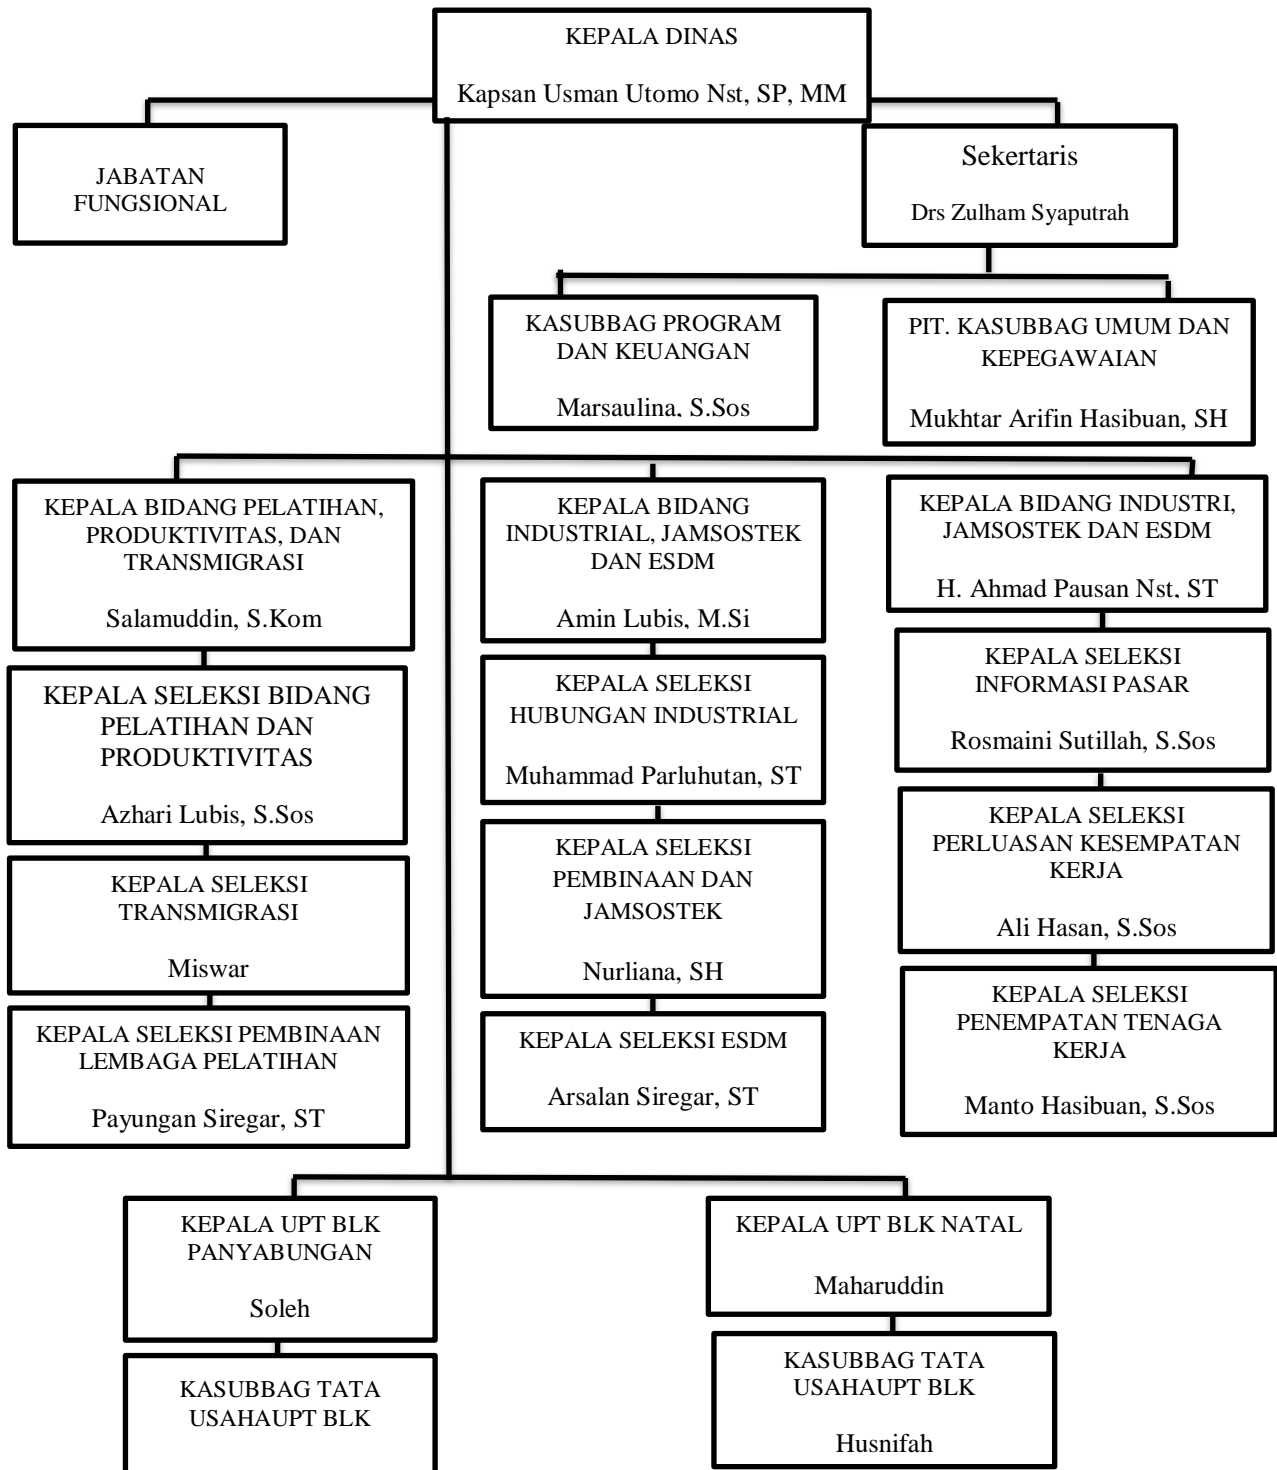 KEPALA DINAS
Kapsan Usman Utomo Nst, SP, MM
JABATAN
FUNGSIONAL
Sekertaris
Drs Zulham Syaputrah
KASUBBAG PROGRAM
DAN KEUANGAN
Marsaulina, S.Sos
PIT. KASUBBAG UMUM DAN
KEPEGAWAIAN
Mukhtar Arifin Hasibuan, SH
KEPALA BIDANG PELATIHAN,
PRODUKTIVITAS, DAN
TRANSMIGRASI
Salamuddin, S.Kom
KEPALA BIDANG
INDUSTRIAL, JAMSOSTEK
DAN ESDM
Amin Lubis, M.Si
KEPALA BIDANG INDUSTRI,
JAMSOSTEK DAN ESDM
H. Ahmad Pausan Nst, ST
KEPALA SELEKSI BIDANG
PELATIHAN DAN
PRODUKTIVITAS
Azhari Lubis, S.Sos
KEPALA SELEKSI
HUBUNGAN INDUSTRIAL
Muhammad Parluhutan, ST
KEPALA SELEKSI
INFORMASI PASAR
Rosmaini Sutillah, S.Sos
KEPALA SELEKSI
TRANSMIGRASI
Miswar
KEPALA SELEKSI
PEMBINAAN DAN
JAMSOSTEK
Nurliana, SH
KEPALA SELEKSI
PERLUASAN KESEMPATAN
KERJA
Ali Hasan, S.Sos
KEPALA SELEKSI PEMBINAAN
LEMBAGA PELATIHAN
Payungan Siregar, ST
KEPALA SELEKSI ESDM
Arsalan Siregar, ST
KEPALA SELEKSI
PENEMPATAN TENAGA
KERJA
Manto Hasibuan, S.Sos
KEPALA UPT BLK
PANYABUNGAN
Soleh
KEPALA UPT BLK NATAL
Maharuddin
KASUBBAG TATA
USAHAUPT BLK
KASUBBAG TATA
USAHAUPT BLK
Husnifah